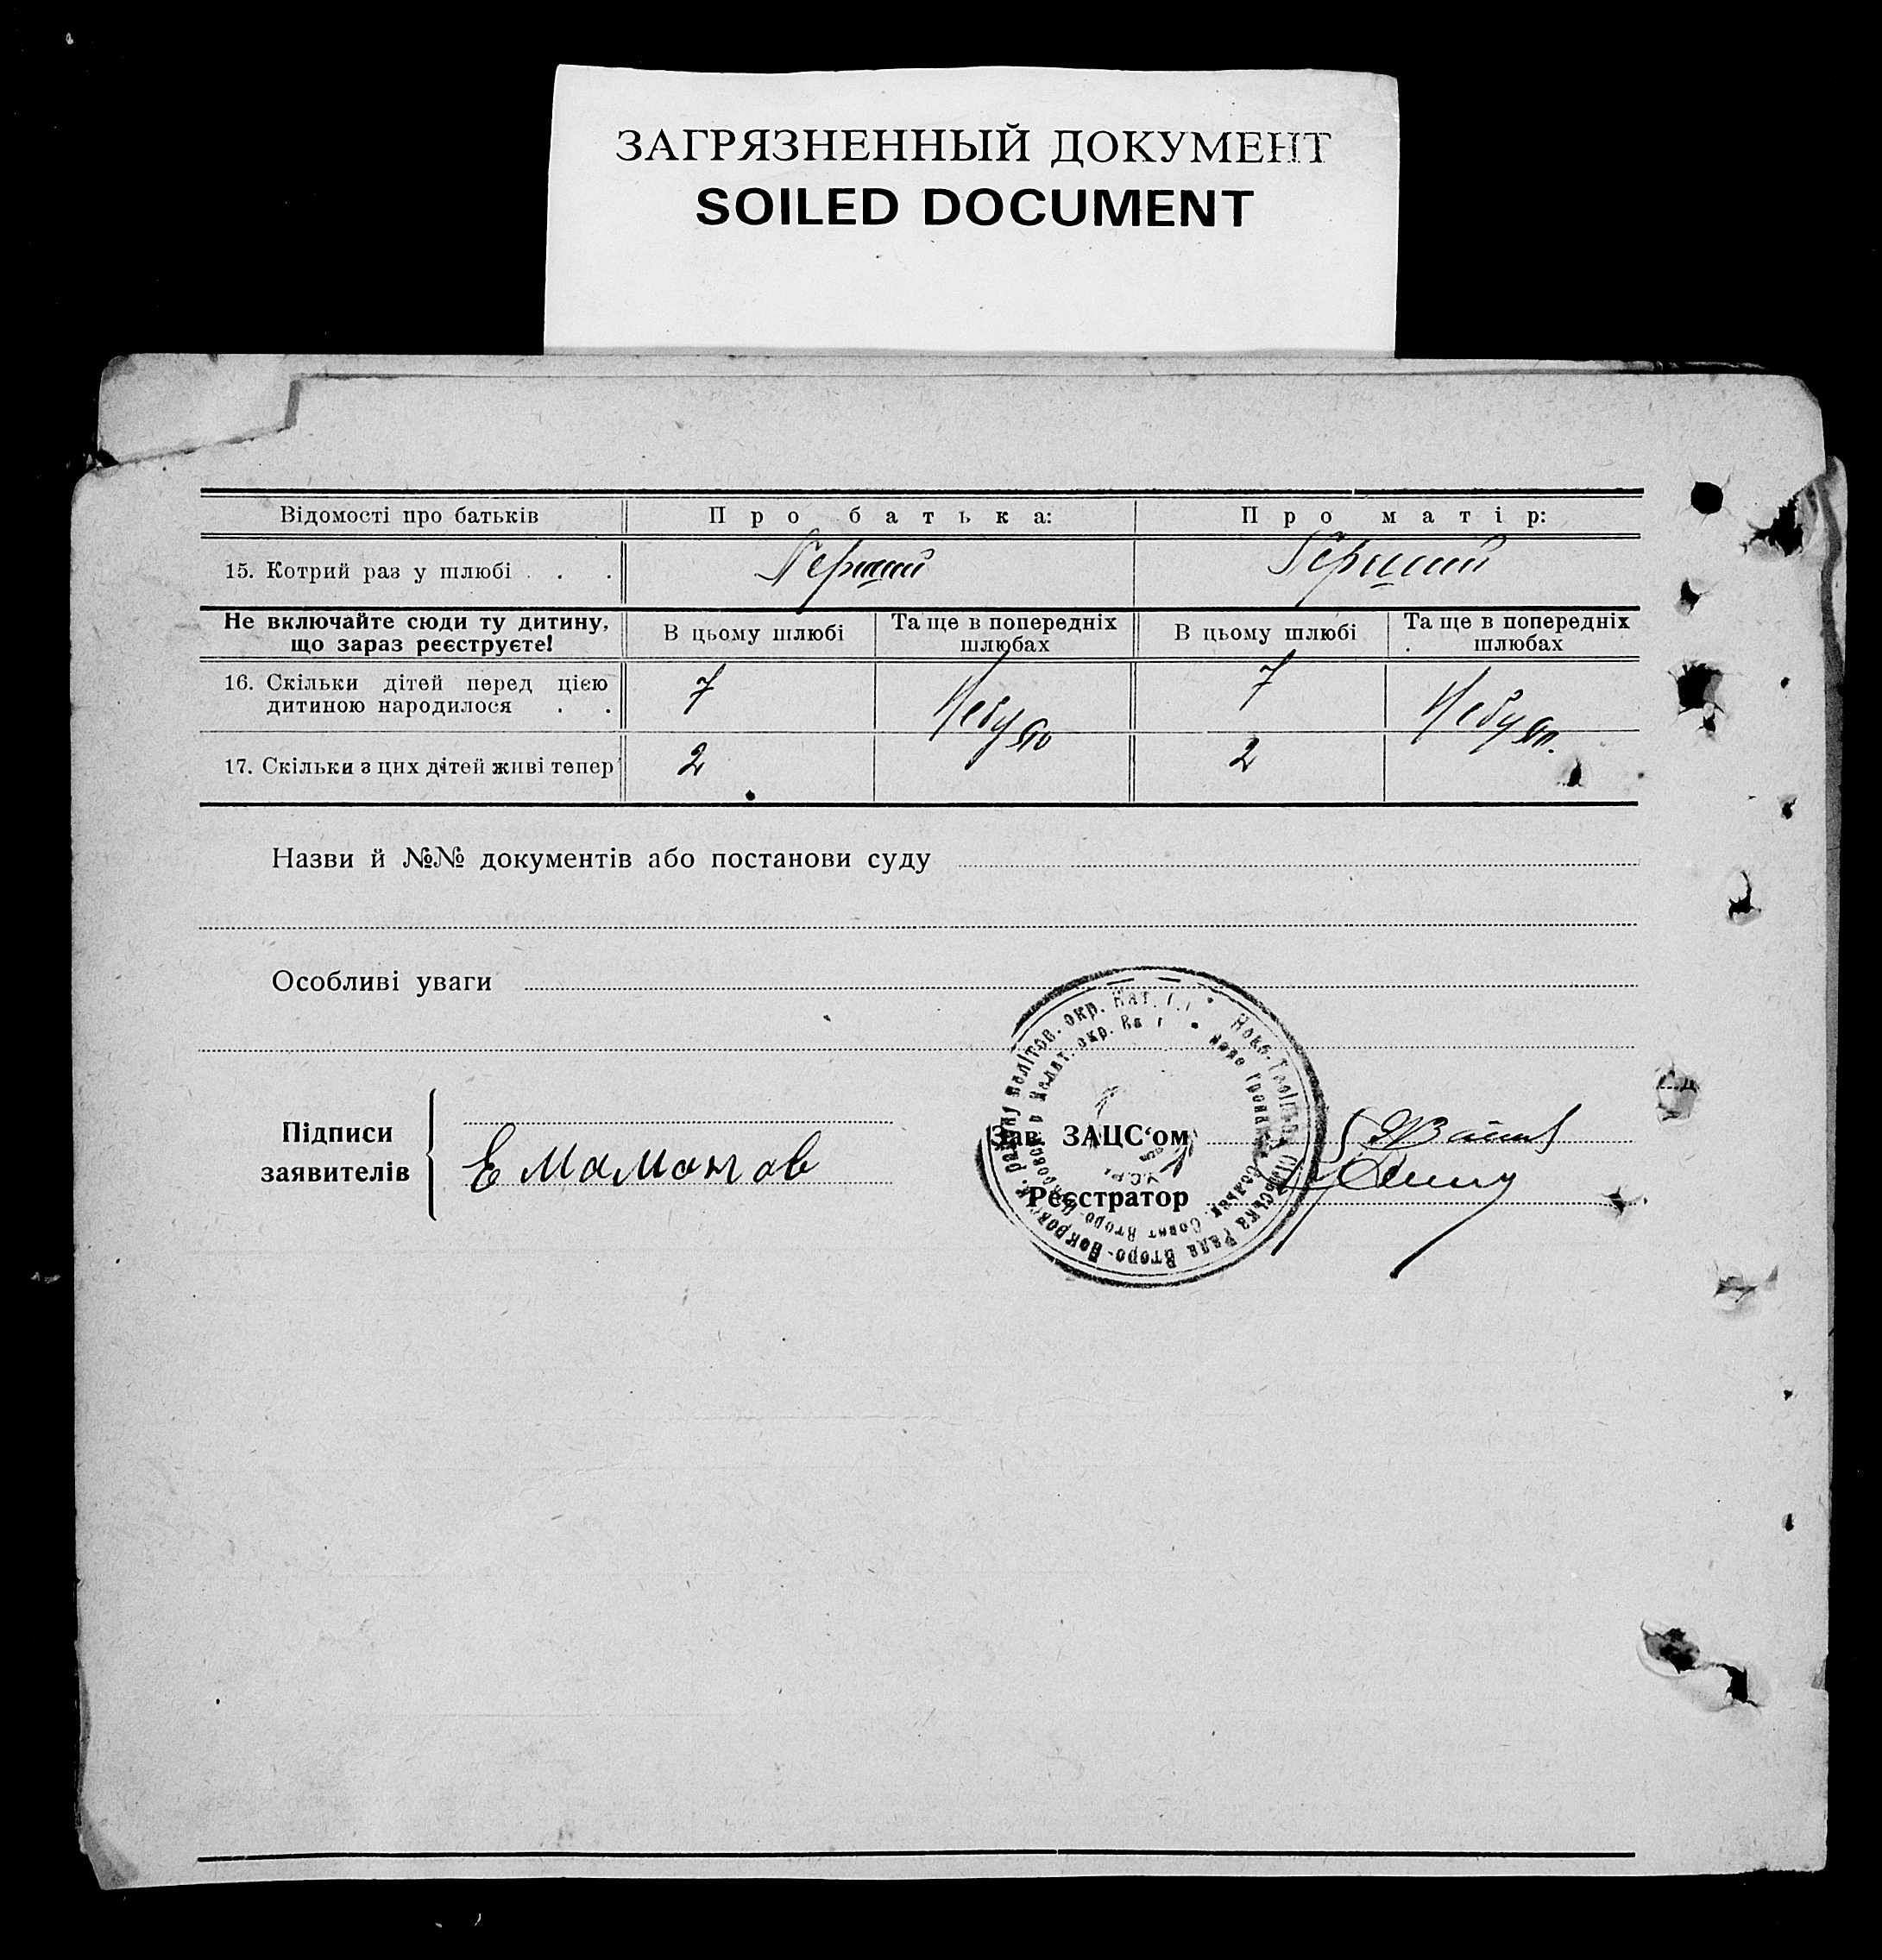 ЗАГРЯЗНЕННЫЙ ДОКУМЕНТ
SOILED DOCUMENT
Відомості про батьків Про батька: Про матір:
15. Котрий раз у шлюбі . . . Перший Перший
Не включайте сюди ту дитину, що зараз реєструєте! В цьому шлюбі Та ще в попередніх шлюбах В цьому шлюбі Та ще в попередніх шлюбах
16. Скільки дітей перед цією
дитиною народилося . . 7 Небуло 7 Небуло
17. Скільки з цих дітей живі тепер 2 2
Назви й №№ документів або постанови суду
Особливі уваги
Підписи
заявителів
Е Маманов
Зав. ЗАЦС‘ом
Реєстратор